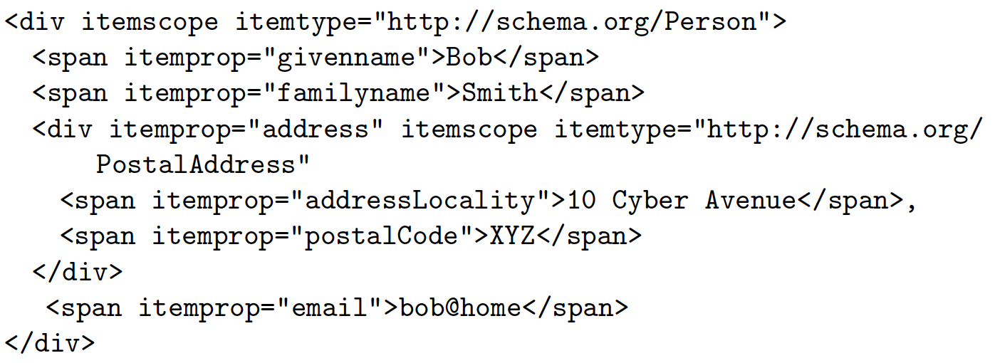 <div itemscope itemtype="http://schema.org/Person">
<span itemprop="givenname">Bob</span>
<span itemprop="familyname">Smith</span>
<div itemprop="address" itemscope itemtype="http://schema.org/
PostalAddress"
<span itemprop="addressLocality">10 Cyber Avenue</span>,
<span itemprop="postalCode">XYZ</span>
</div>
<span itemprop="email">bob@home</span>
</div>